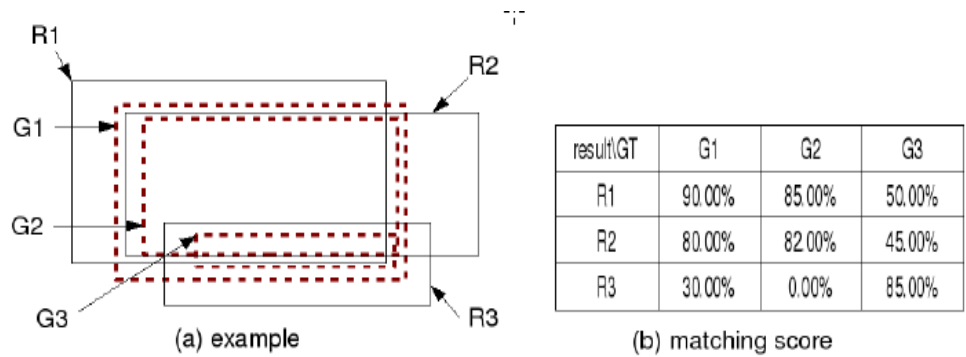 R1
R2
G1
G2
G3
R3
(a) example
result\GT G1 G2 G3
R1 90.00% 85.00% 50.00%
R2 80.00% 82.00% 45.00%
R3 30.00% 0.00% 85.00%
(b) matching score